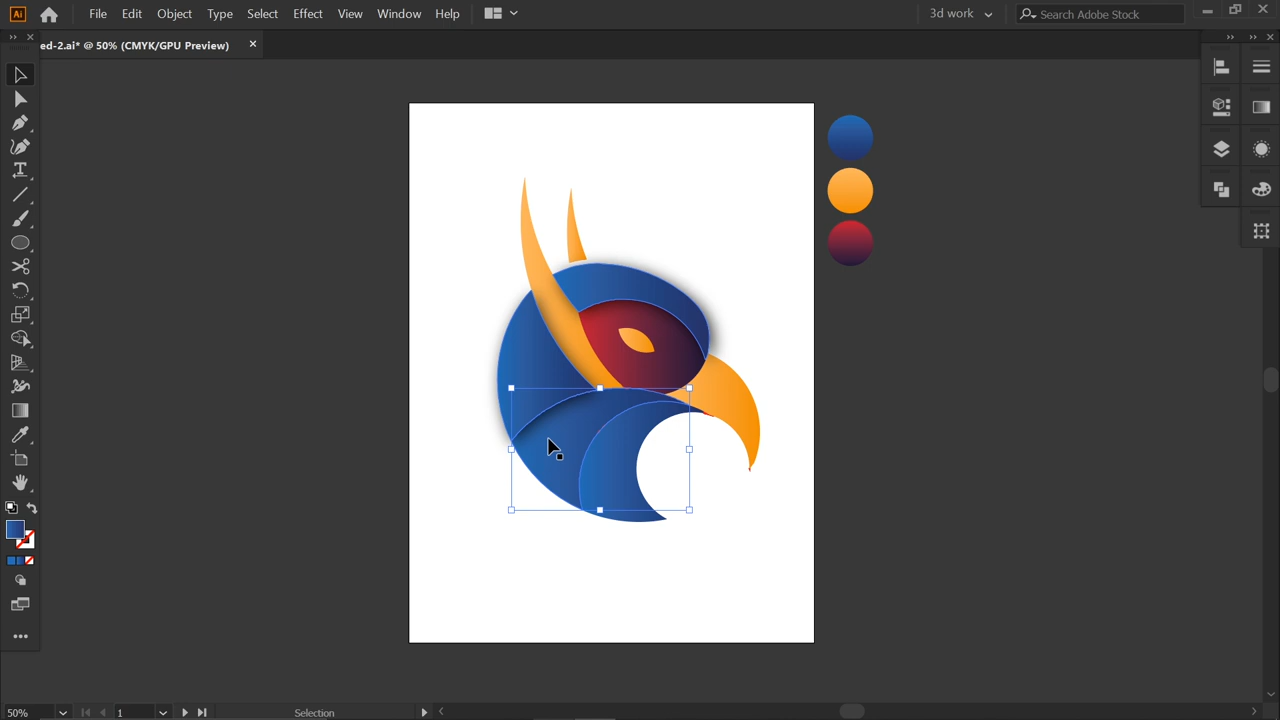 Ai File Edit Object Type Select Effect View Window Help 3d work Search Adobe Stock
ed-2.ai* @ 50% (CMYK/GPU Preview)
50% 1 Selection